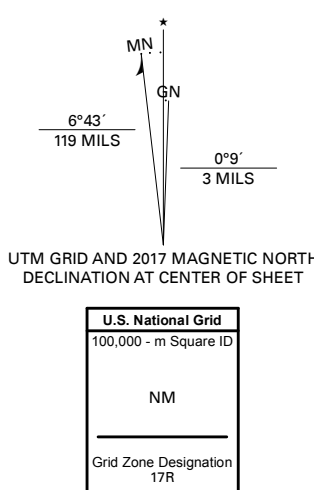 MN
GN
6°43´
119 MILS
0°9´
3 MILS
UTM GRID AND 2017 MAGNETIC NORTH
DECLINATION AT CENTER OF SHEET
U.S. National Grid
100,000 - m Square ID
NM
Grid Zone Designation
17R